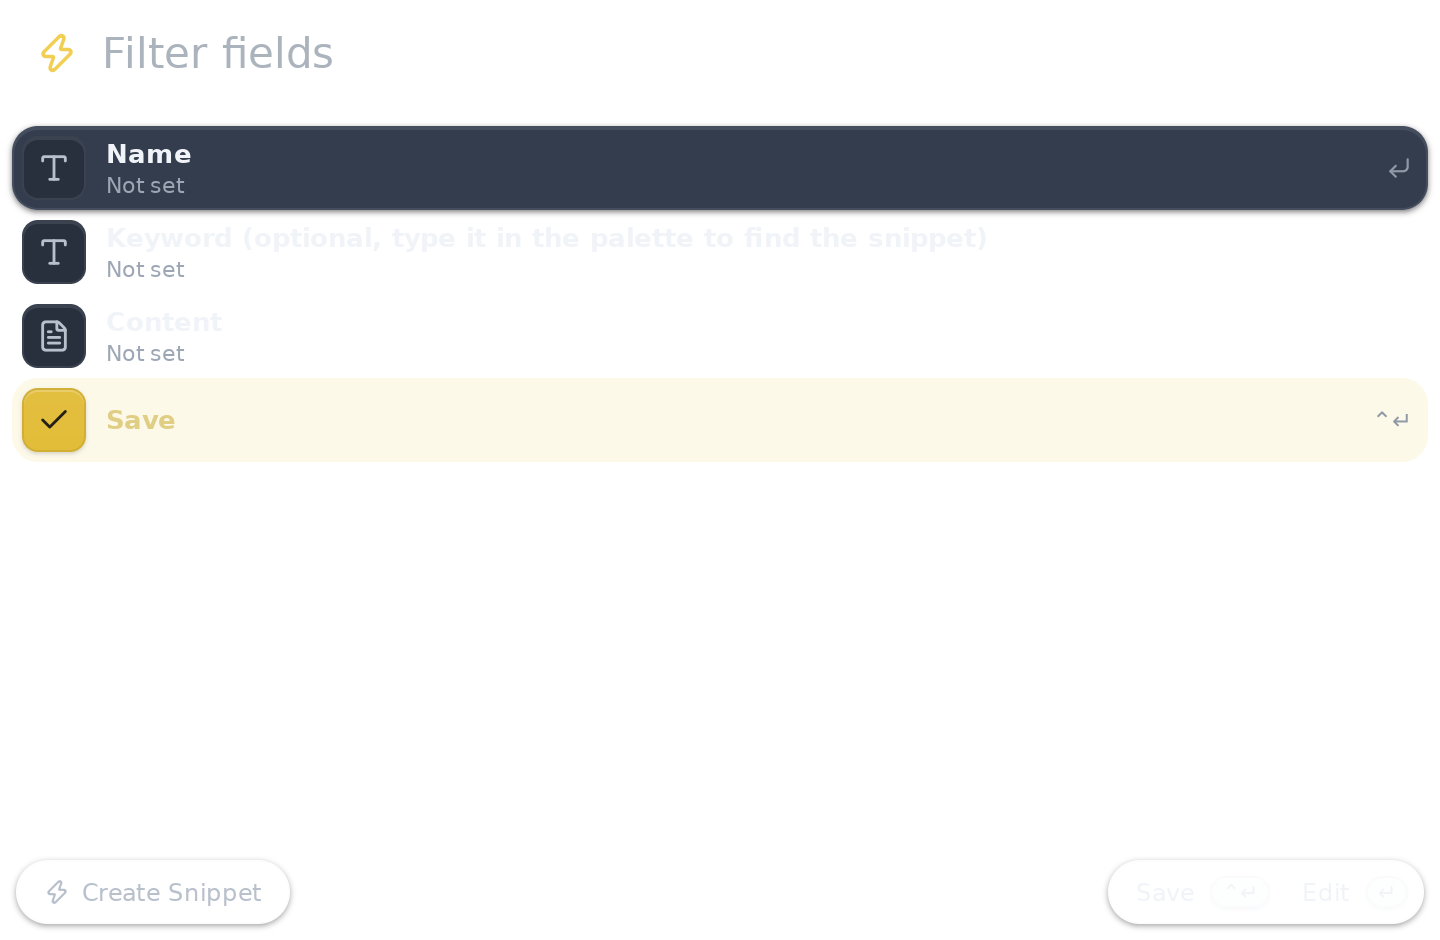 Filter fields
Name
Not set
Keyword (optional, type it in the palette to find the snippet)
Not set
Content
Not set
Save ^↵
Create Snippet
Save ^↵ Edit ↵